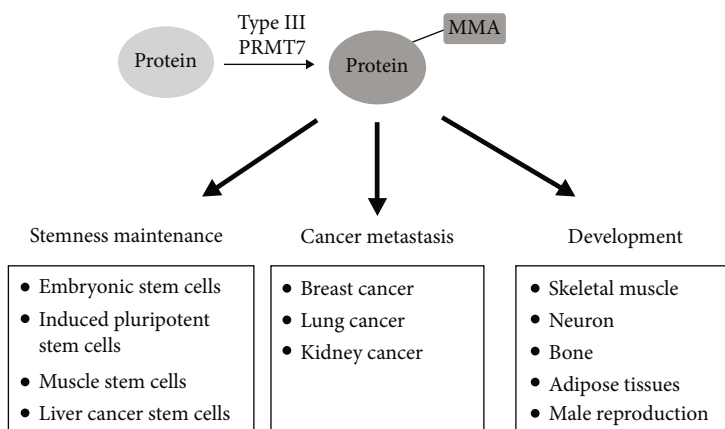 Type III
PRMT7
Protein
Protein
MMA
Stemness maintenance
• Embryonic stem cells
• Induced pluripotent
stem cells
• Muscle stem cells
• Liver cancer stem cells
Cancer metastasis
• Breast cancer
• Lung cancer
• Kidney cancer
Development
• Skeletal muscle
• Neuron
• Bone
• Adipose tissues
• Male reproduction